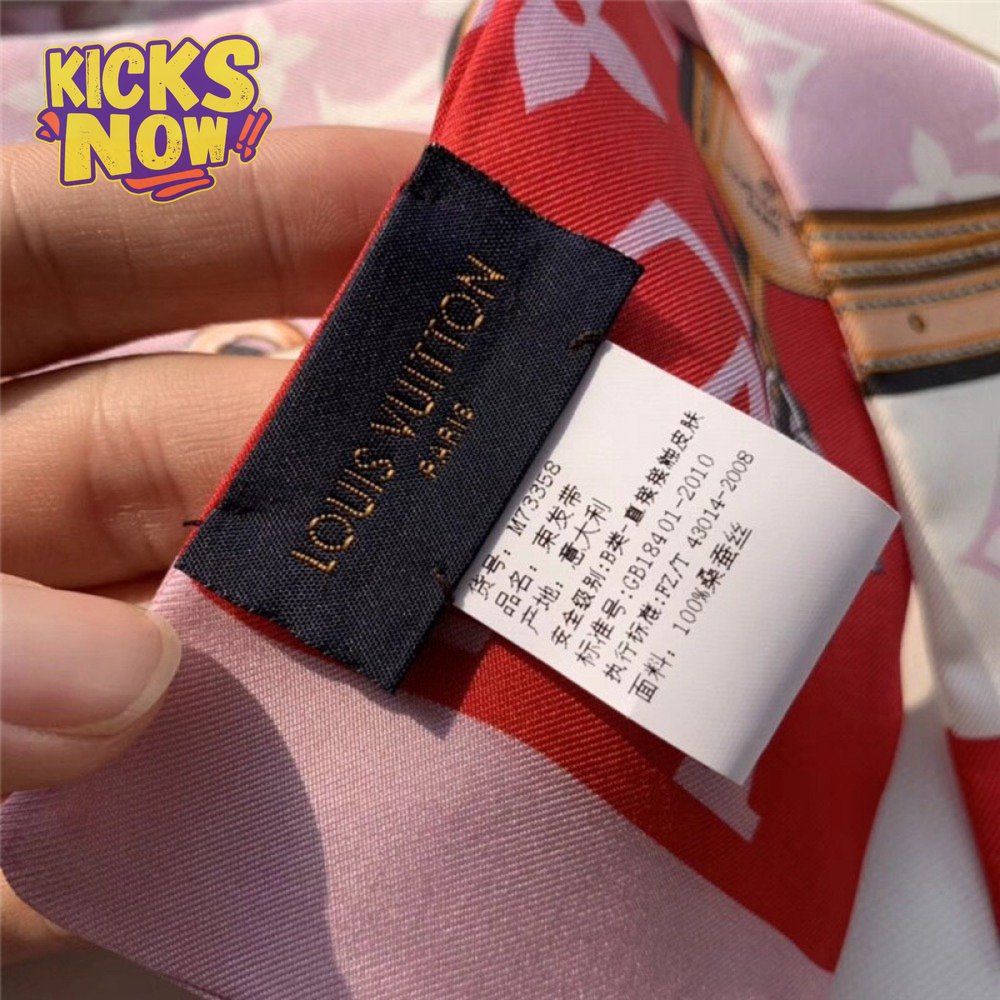 KICKS
NOW!!
LOUIS VUITTON
PARIS
货号: M73358
品名: 束发带
产地: 意大利
安全级别:B类-直接接触皮肤
标准号:GB18401-2010
执行标准:FZ/T 43014-2008
面料: 100%桑蚕丝